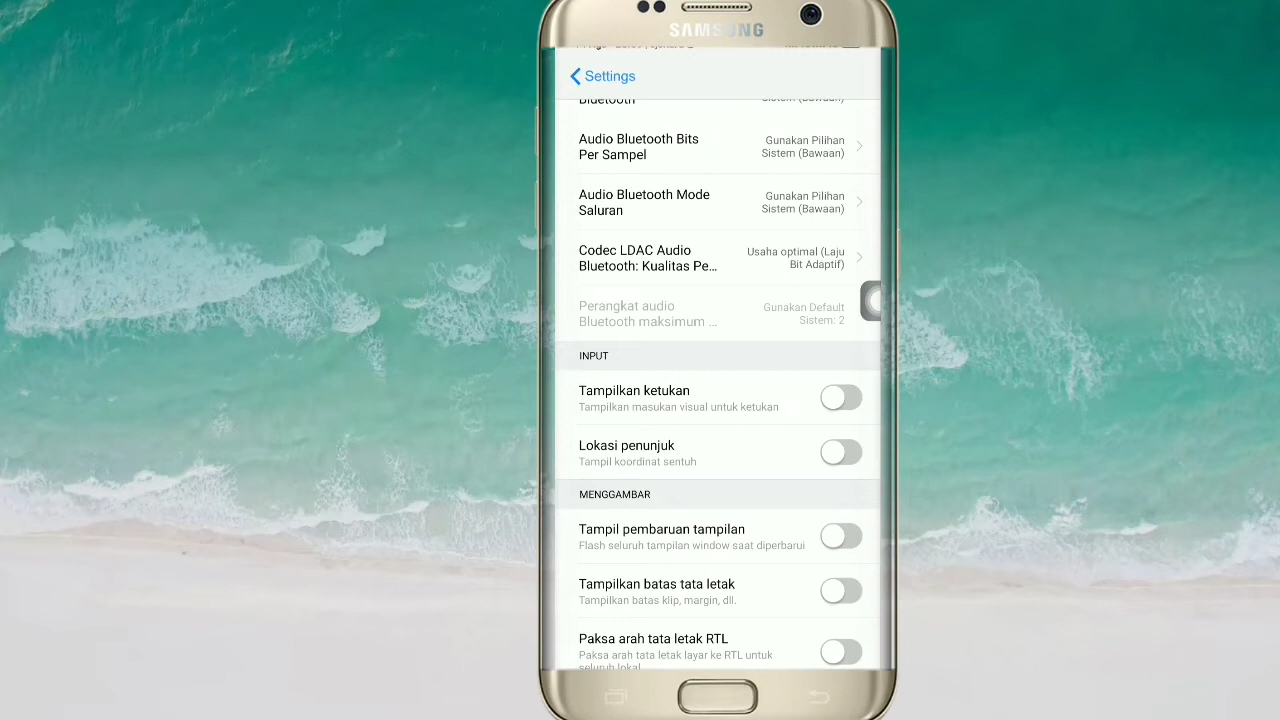 SAMSUNG
Settings
Bluetooth
Sistem (Bawaan)
Audio Bluetooth Bits
Per Sampel
Gunakan Pilihan
Sistem (Bawaan)
Audio Bluetooth Mode
Saluran
Gunakan Pilihan
Sistem (Bawaan)
Codec LDAC Audio
Bluetooth: Kualitas Pe...
Usaha optimal (Laju
Bit Adaptif)
Perangkat audio
Bluetooth maksimum ...
Gunakan Default
Sistem: 2
INPUT
Tampilkan ketukan
Tampilkan masukan visual untuk ketukan
Lokasi penunjuk
Tampil koordinat sentuh
MENGGAMBAR
Tampil pembaruan tampilan
Flash seluruh tampilan window saat diperbarui
Tampilkan batas tata letak
Tampilkan batas klip, margin, dll.
Paksa arah tata letak RTL
Paksa arah tata letak layar ke RTL untuk
seluruh lokal